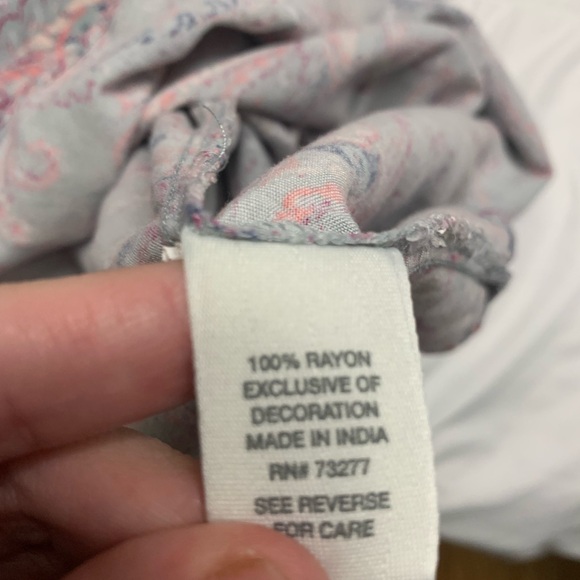 100% RAYON
EXCLUSIVE OF
DECORATION
MADE IN INDIA
RN# 73277
SEE REVERSE
FOR CARE